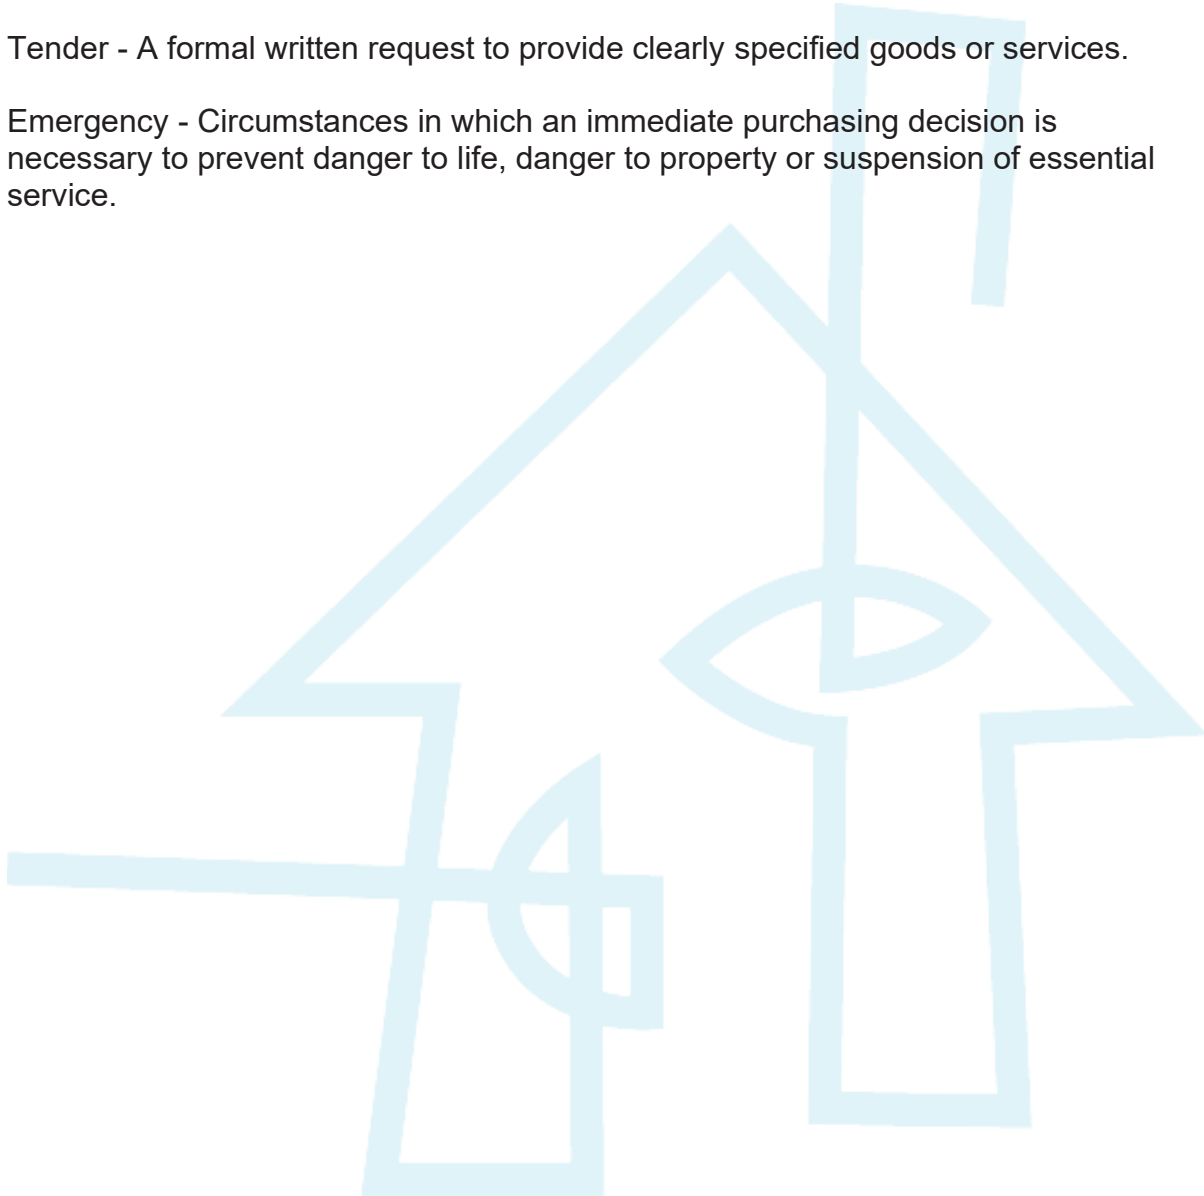 Tender - A formal written request to provide clearly specified goods or services.
Emergency - Circumstances in which an immediate purchasing decision is
necessary to prevent danger to life, danger to property or suspension of essential
service.